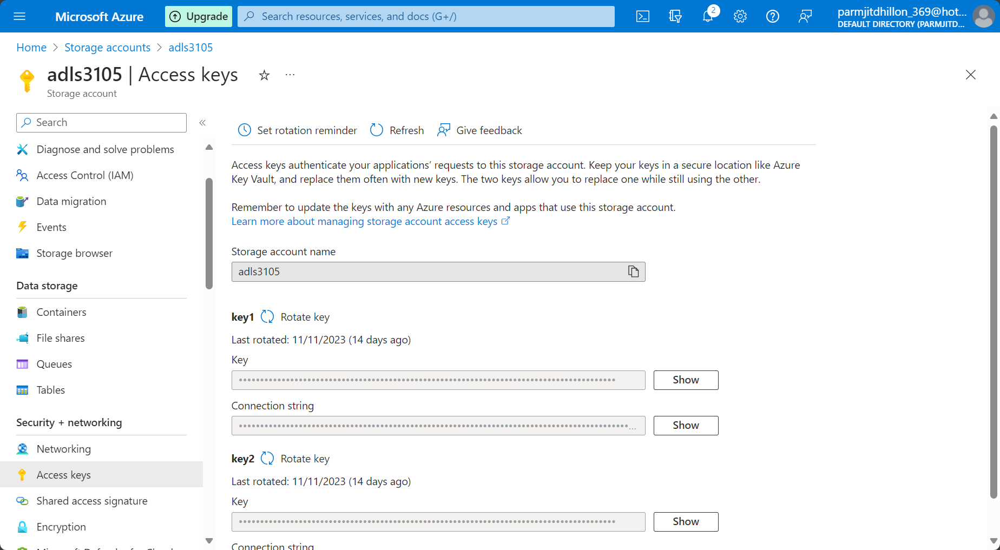 Microsoft Azure
Upgrade
Search resources, services, and docs (G+/)
2
parmjitdhillon_369@hot...
DEFAULT DIRECTORY (PARMJITD...
Home > Storage accounts > adls3105
adls3105 | Access keys
Storage account
Search
Diagnose and solve problems
Access Control (IAM)
Data migration
Events
Storage browser
Data storage
Containers
File shares
Queues
Tables
Security + networking
Networking
Access keys
Shared access signature
Encryption
Set rotation reminder
Refresh
Give feedback
Access keys authenticate your applications’ requests to this storage account. Keep your keys in a secure location like Azure
Key Vault, and replace them often with new keys. The two keys allow you to replace one while still using the other.
Remember to update the keys with any Azure resources and apps that use this storage account.
Learn more about managing storage account access keys
Storage account name
adls3105
key1
Rotate key
Last rotated: 11/11/2023 (14 days ago)
Key
Show
Connection string
Show
key2
Rotate key
Last rotated: 11/11/2023 (14 days ago)
Key
Show
Connection string